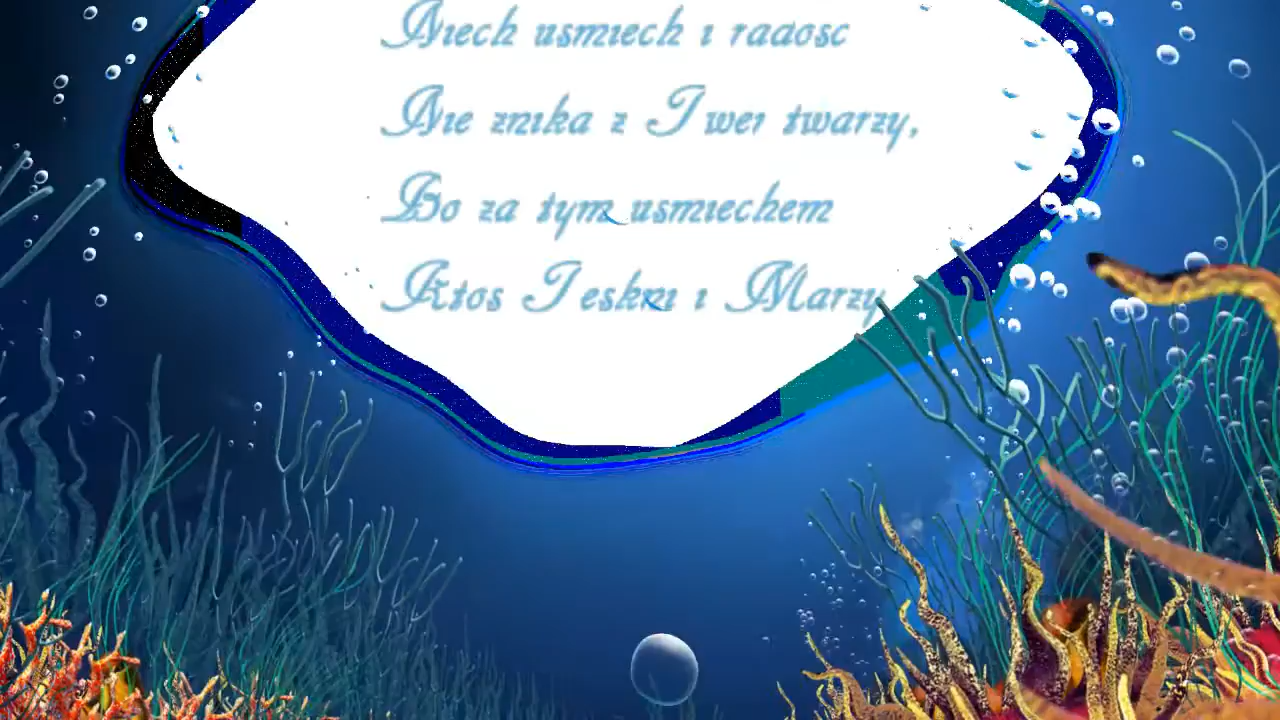 Niech usmiech i radosc
Nie znika z Twej twarzy,
Bo za tym usmiechem
Ktos Teskni i Marzy